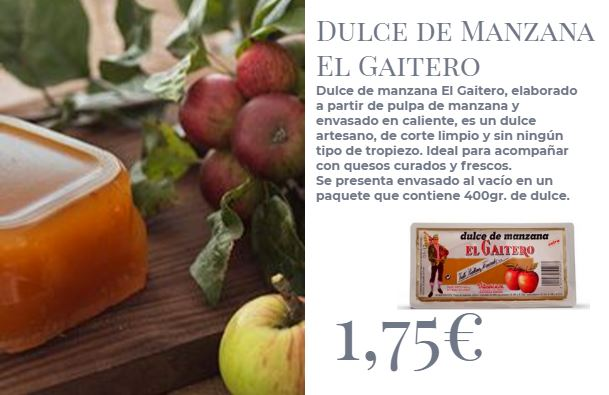 Dulce de Manzana
El Gaitero
Dulce de manzana El Gaitero, elaborado
a partir de pulpa de manzana y
envasado en caliente, es un dulce
artesano, de corte limpio y sin ningún
tipo de tropiezo. Ideal para acompañar
con quesos curados y frescos.
Se presenta envasado al vacío en un
paquete que contiene 400gr. de dulce.
dulce de manzana
extra
EL GAITERO
1,75€